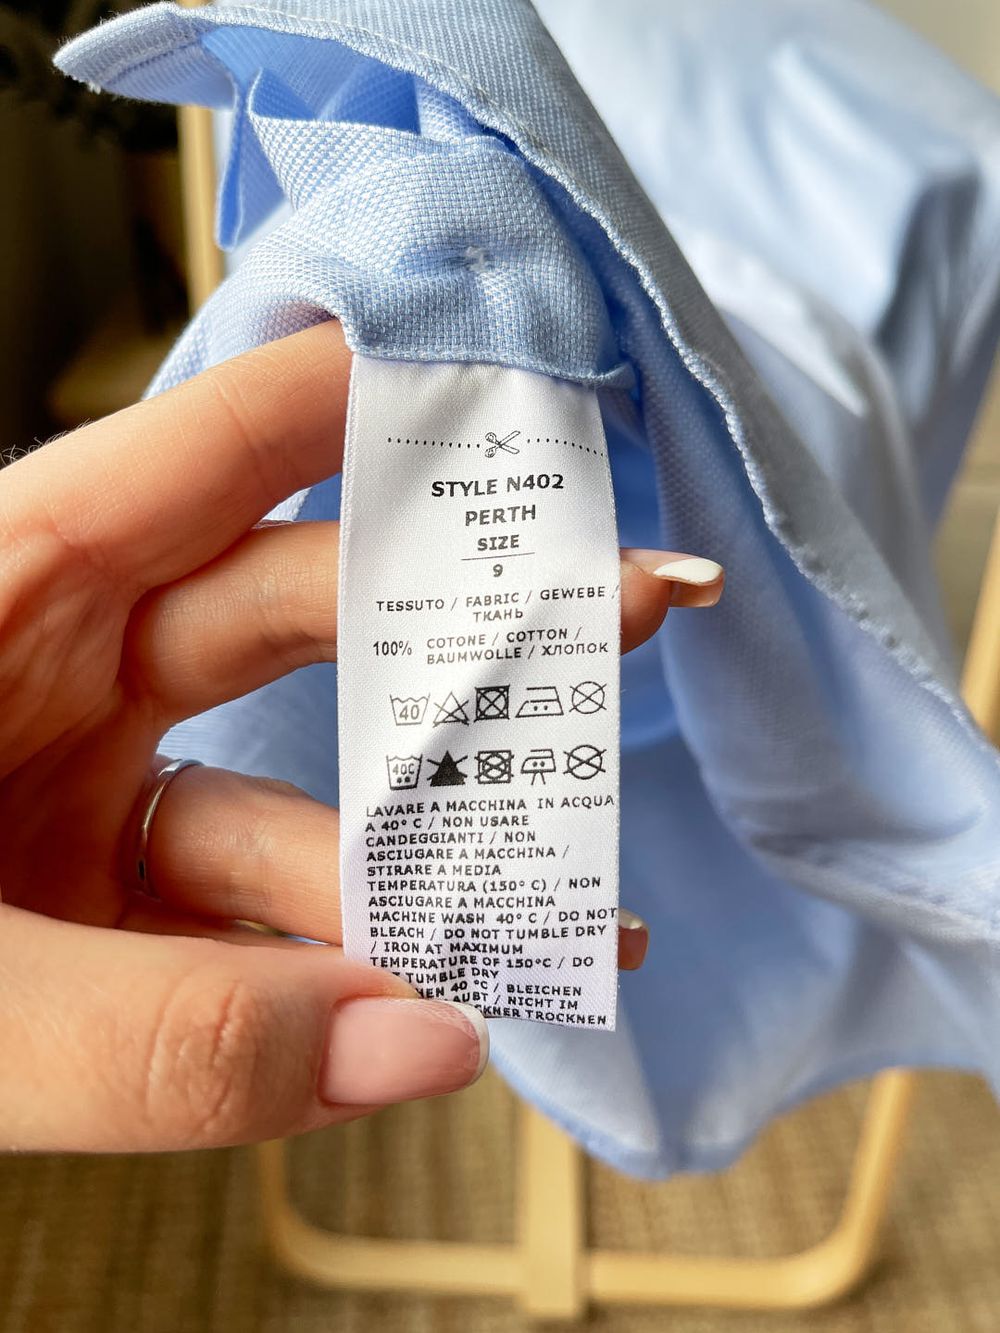 STYLE N402
PERTH
SIZE
9
TESSUTO / FABRIC / GEWEBE /
ТКАНЬ
100% COTONE / COTTON /
BAUMWOLLE / ХЛОПОК
40
40C
LAVARE A MACCHINA IN ACQUA
A 40° C / NON USARE
CANDEGGIANTI / NON
ASCIUGARE A MACCHINA /
STIRARE A MEDIA
TEMPERATURA (150° C) / NON
ASCIUGARE A MACCHINA
MACHINE WASH 40° C / DO NOT
BLEACH / DO NOT TUMBLE DRY
/ IRON AT MAXIMUM
TEMPERATURE OF 150°C / DO
TUMBLE DRY
40 °C / BLEICHEN
/ NICHT IM
TROCKNEN